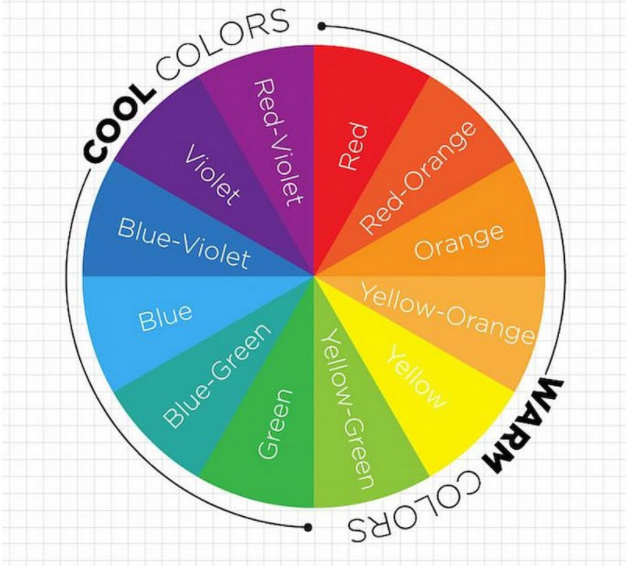 COOL COLORS
Red-Violet
Red
Violet
Red-Orange
Blue-Violet
Orange
Blue
Yellow-Orange
Blue-Green
Yellow
Green
Yellow-Green
WARM COLORS